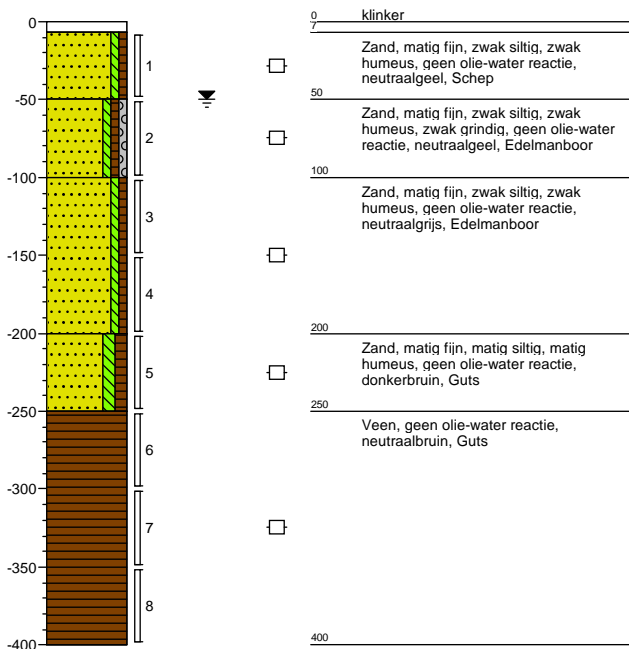 0
-50
-100
-150
-200
-250
-300
-350
-400
1
2
3
4
5
6
7
8
0
klinker
7
Zand, matig fijn, zwak siltig, zwak
humeus, geen olie-water reactie,
neutraalgeel, Schep
50
Zand, matig fijn, zwak siltig, zwak
humeus, zwak grindig, geen olie-water
reactie, neutraalgeel, Edelmanboor
100
Zand, matig fijn, zwak siltig, zwak
humeus, geen olie-water reactie,
neutraalgrijs, Edelmanboor
200
Zand, matig fijn, matig siltig, matig
humeus, geen olie-water reactie,
donkerbruin, Guts
250
Veen, geen olie-water reactie,
neutraalbruin, Guts
400